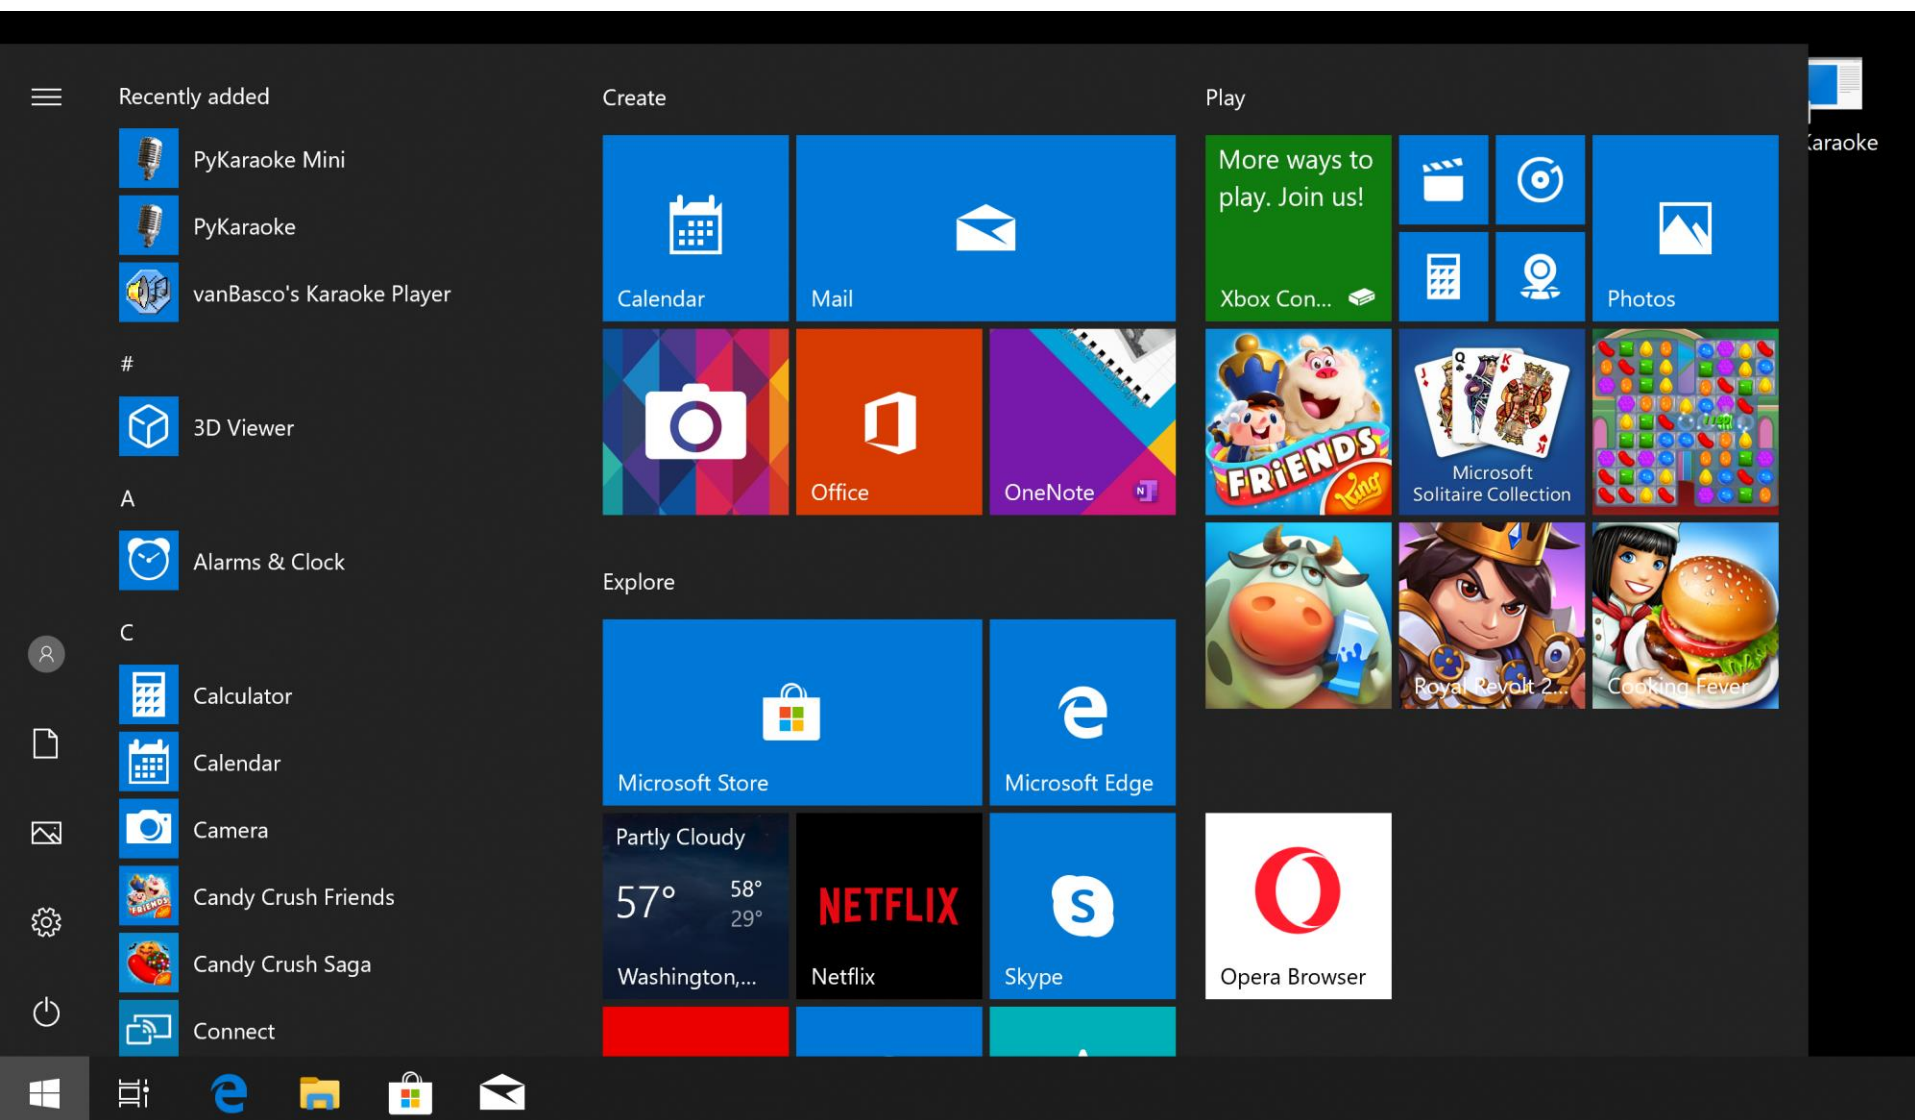 Recently added
PyKaraoke Mini
PyKaraoke
vanBasco's Karaoke Player
#
3D Viewer
A
Alarms & Clock
C
Calculator
Calendar
Camera
Candy Crush Friends
Candy Crush Saga
Connect
Create
Calendar
Mail
Office
OneNote
N
Explore
Microsoft Store
Microsoft Edge
Partly Cloudy
57°
58°
29°
Washington,...
NETFLIX
Netflix
S
Skype
Play
More ways to
play. Join us!
Xbox Con...
Photos
FRiENDS
King
J
Q
K
Microsoft
Solitaire Collection
Royal Revolt 2...
Cooking Fever
Opera Browser
Karaoke